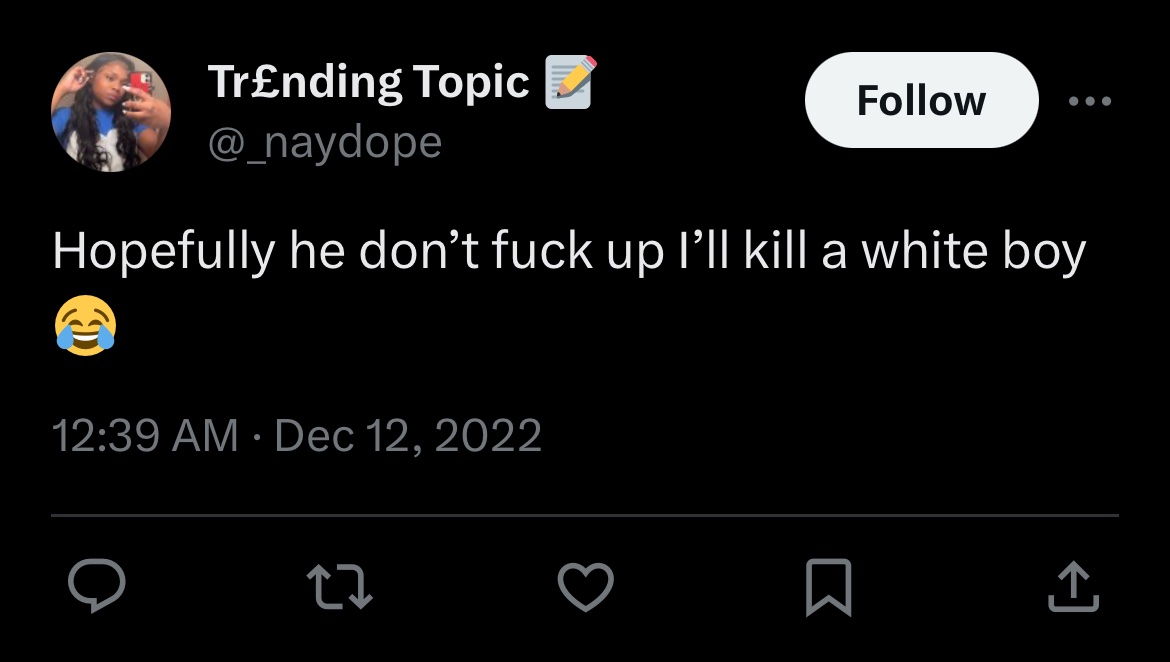 Tr£nding Topic 📝
Follow
@_naydope
Hopefully he don’t fuck up I’ll kill a white boy
😂
12:39 AM · Dec 12, 2022